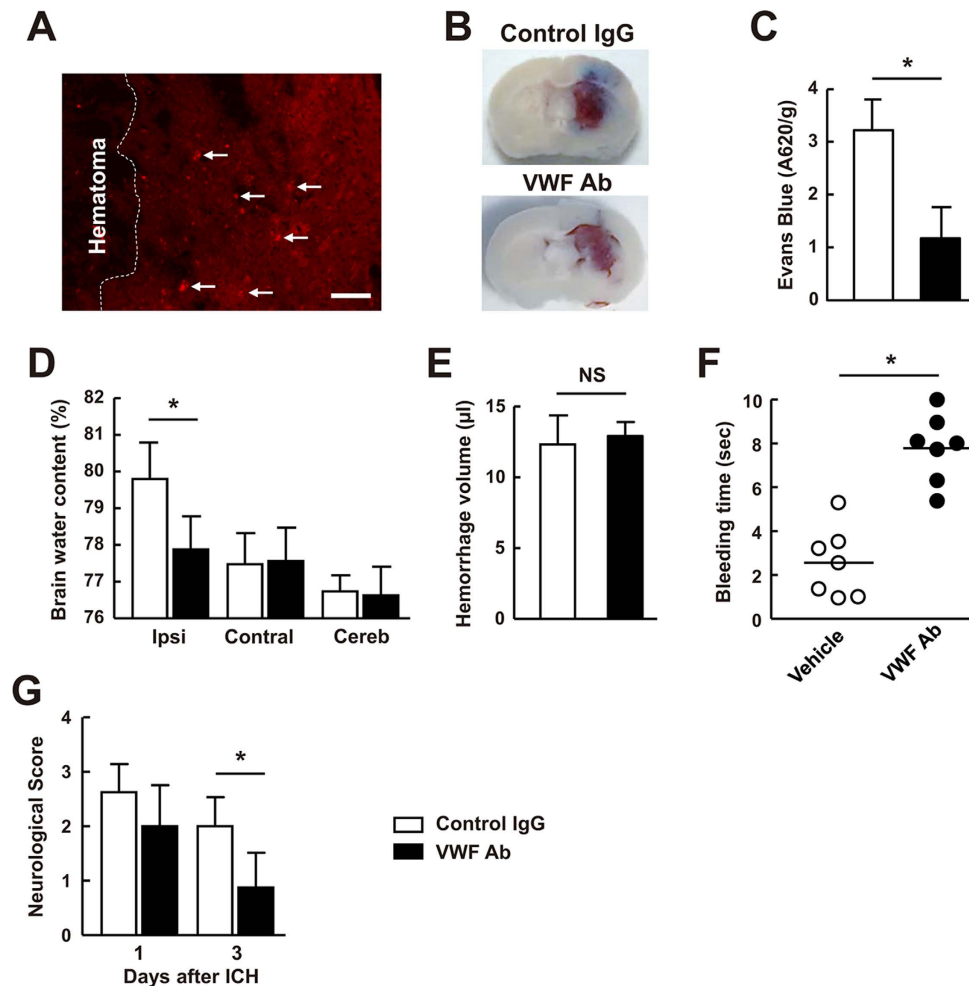 A
Hematoma
B
Control IgG
VWF Ab
C
*
Evans Blue (A620/g)
4
3
2
1
0
D
*
Brain water content (%)
82
81
80
79
78
77
76
Ipsi Contral Cereb
E
NS
Hemorrhage volume (µl)
15
10
5
0
F
*
Bleeding time (sec)
10
8
6
4
2
0
Vehicle
VWF Ab
G
*
Neurological Score
4
3
2
1
0
1 3
Days after ICH
Control IgG
VWF Ab